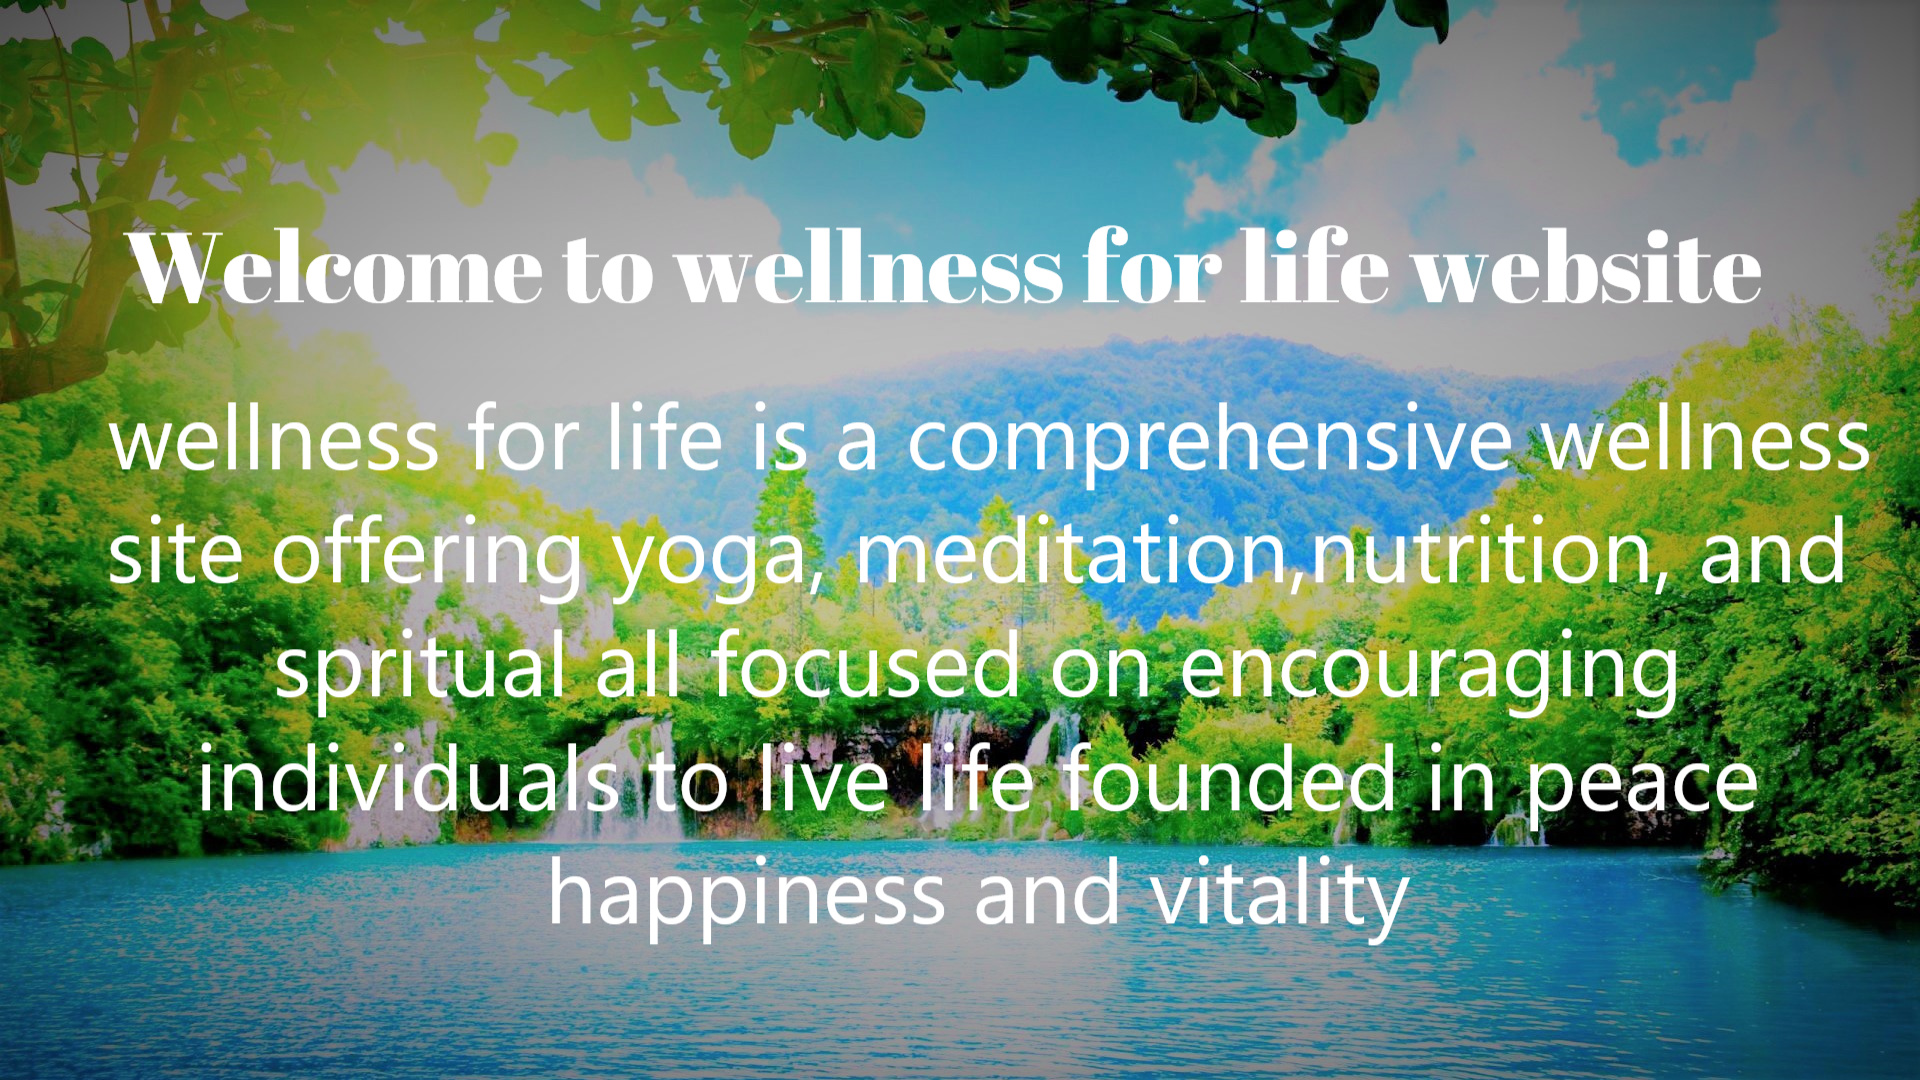 Welcome to wellness for life website
wellness for life is a comprehensive wellness
site offering yoga, meditation,nutrition, and
spritual all focused on encouraging
individuals to live life founded in peace
happiness and vitality